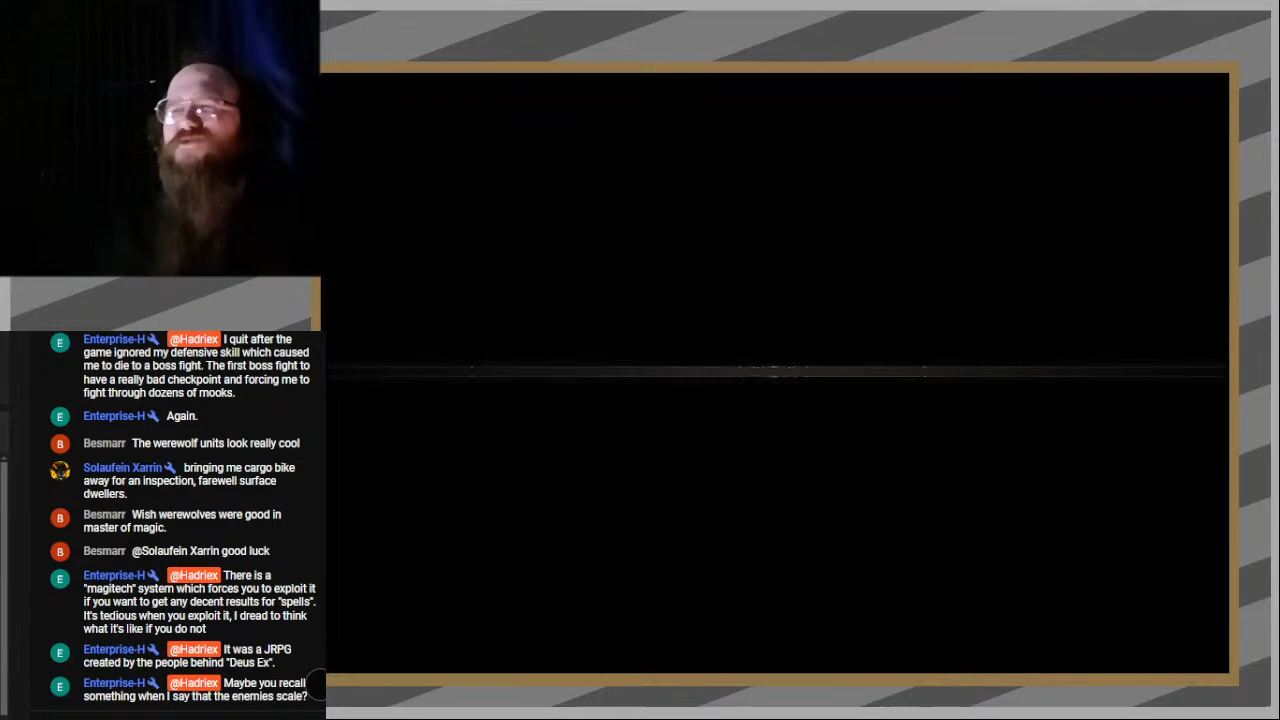 E Enterprise-H @Hadriex I quit after the
game ignored my defensive skill which caused
me to die to a boss fight. The first boss fight to
have a really bad checkpoint and forcing me to
fight through dozens of mooks.
E Enterprise-H Again.
B Besmarr The werewolf units look really cool
Solaufein Xarrin bringing me cargo bike
away for an inspection, farewell surface
dwellers.
B Besmarr Wish werewolves were good in
master of magic.
B Besmarr @Solaufein Xarrin good luck
E Enterprise-H @Hadriex There is a
"magitech" system which forces you to exploit it
if you want to get any decent results for "spells".
It's tedious when you exploit it, I dread to think
what it's like if you do not
E Enterprise-H @Hadriex It was a JRPG
created by the people behind "Deus Ex".
E Enterprise-H @Hadriex Maybe you recall
something when I say that the enemies scale?